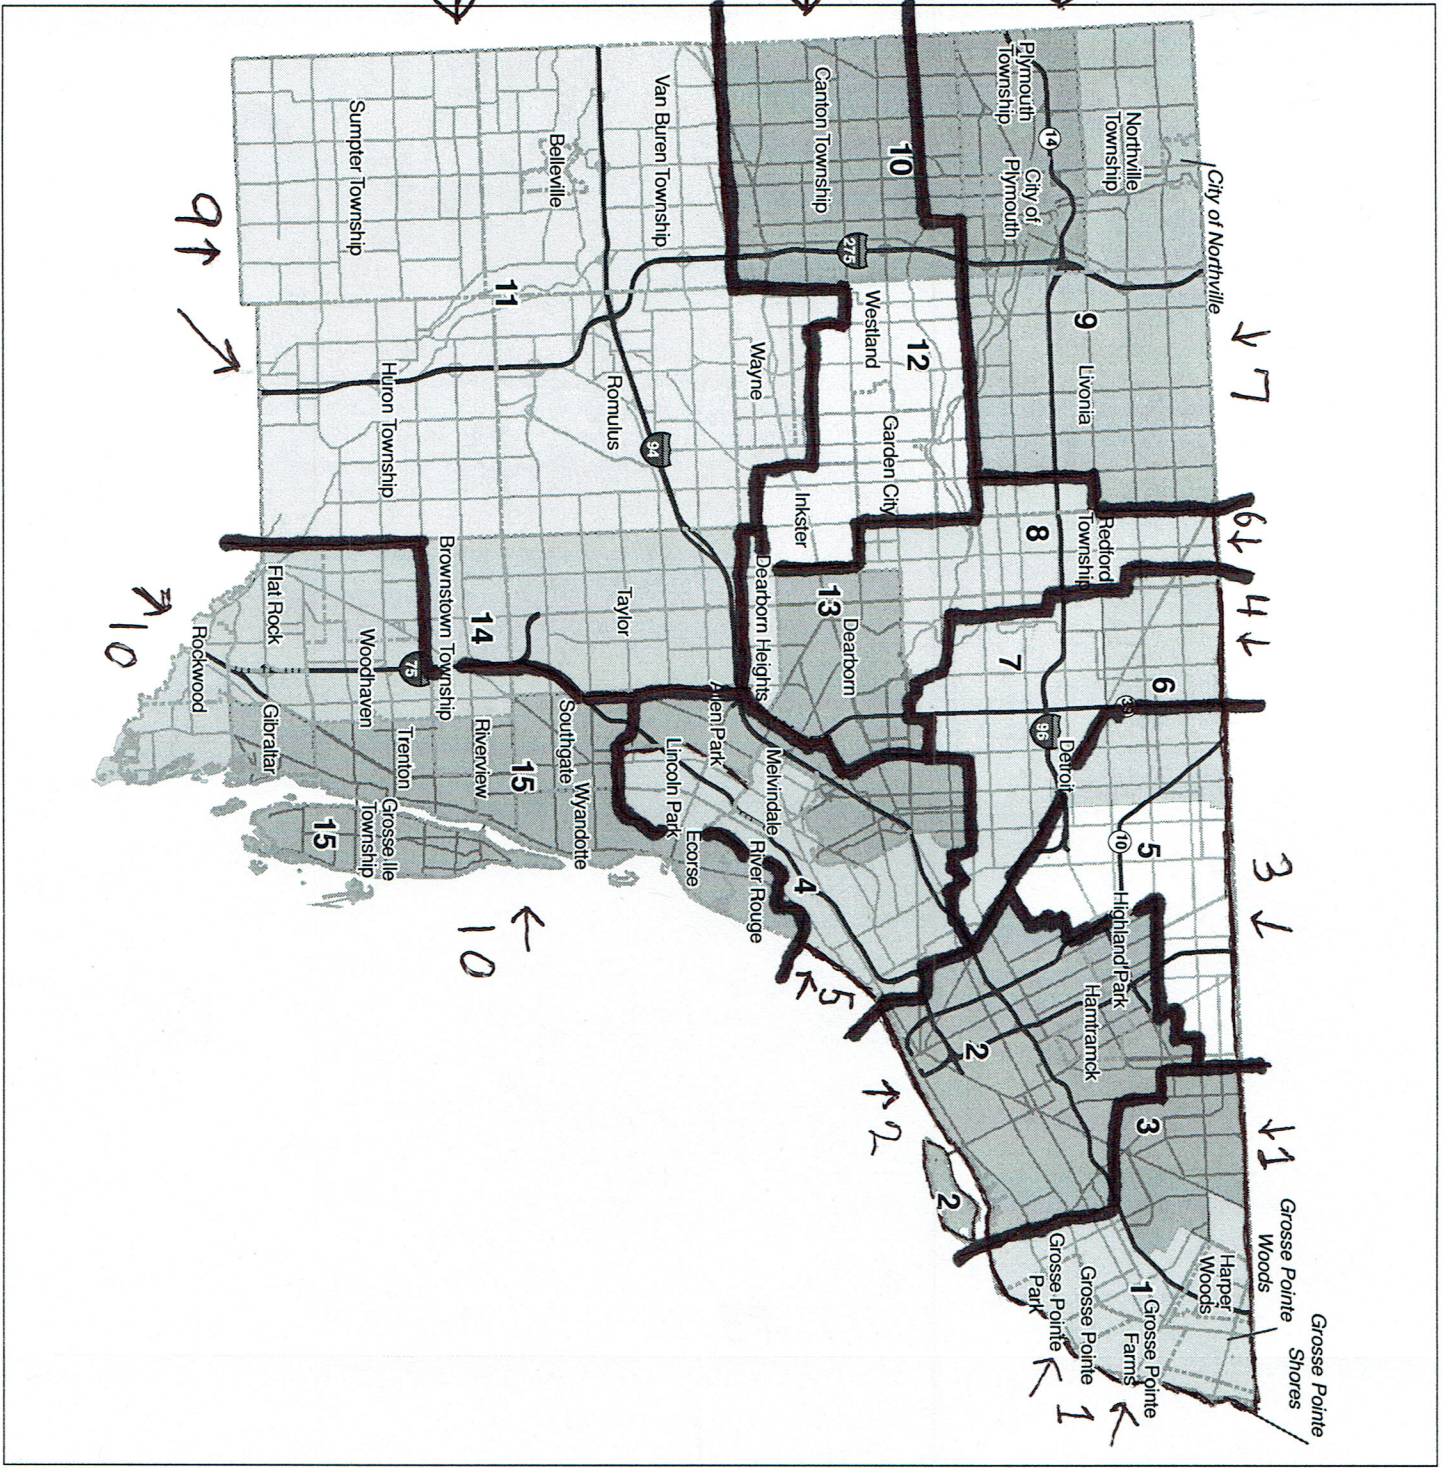 City of Northville
Northville
Township
Plymouth
Township
14
City of
Plymouth
10
Canton Township
275
Van Buren Township
Belleville
Sumpter Township
9
Livonia
12
Westland
Garden City
Wayne
Inkster
Romulus
94
11
Huron Township
Redford
Township
8
7
6
39
96
Detroit
13
Dearborn
Dearborn Heights
Taylor
14
Brownstown Township
75
Woodhaven
Flat Rock
Rockwood
Gibraltar
Trenton
Riverview
Southgate
15
Wyandotte
Grosse Ile
Township
15
Allen Park
Lincoln Park
Melvindale
Ecorse
River Rouge
4
5
10
Highland Park
Hamtramck
2
2
3
Harper
Woods
1
Grosse Pointe
Farms
Grosse Pointe
Grosse Pointe
Park
Grosse Pointe
Woods
Grosse Pointe
Shores
9↑
↓7
6↓
4↓
3↓
↓1
10
10
5
2
1